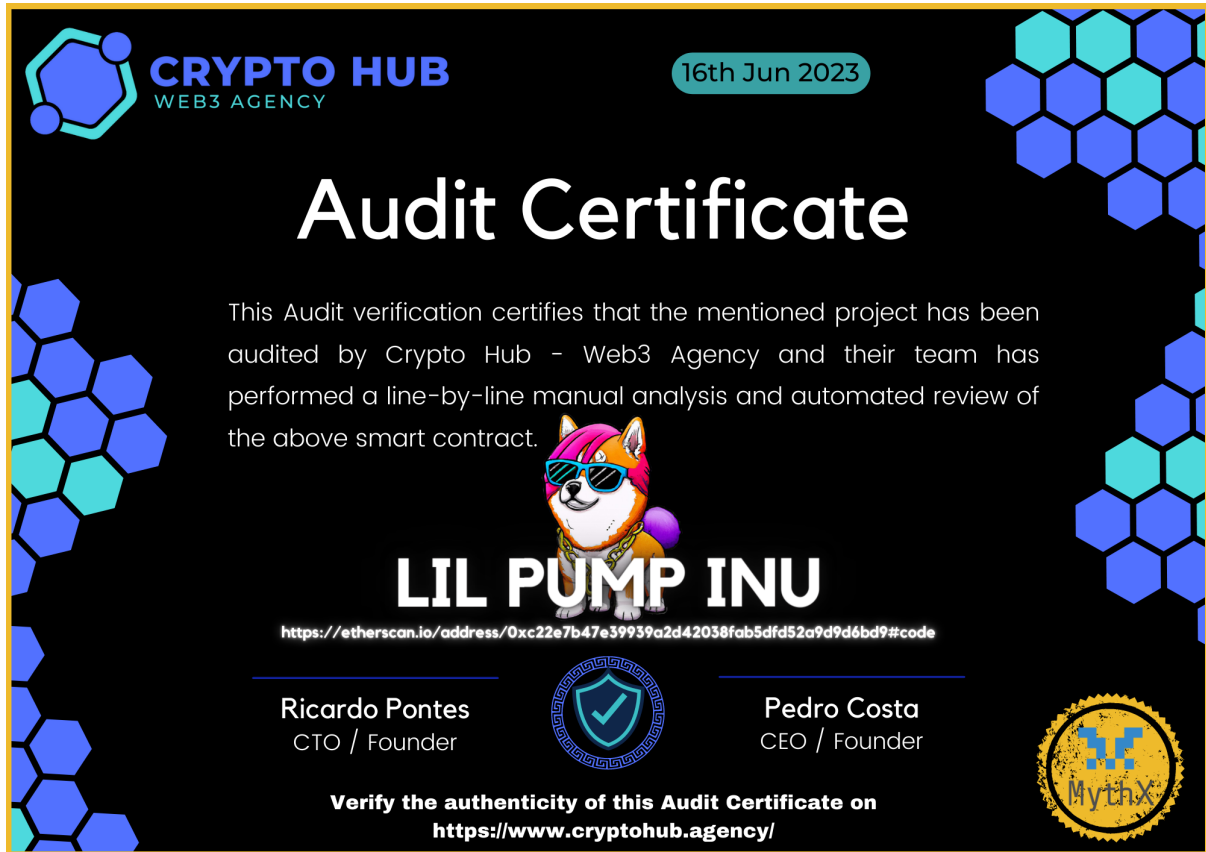 CRYPTO HUB
WEB3 AGENCY
16th Jun 2023
Audit Certificate
This Audit verification certifies that the mentioned project has been
audited by Crypto Hub - Web3 Agency and their team has
performed a line-by-line manual analysis and automated review of
the above smart contract.
LIL PUMP INU
https://etherscan.io/address/0xc22e7b47e39939a2d42038fab5dfd52a9d9d6bd9#code
Ricardo Pontes
CTO / Founder
Pedro Costa
CEO / Founder
MythX
Verify the authenticity of this Audit Certificate on
https://www.cryptohub.agency/